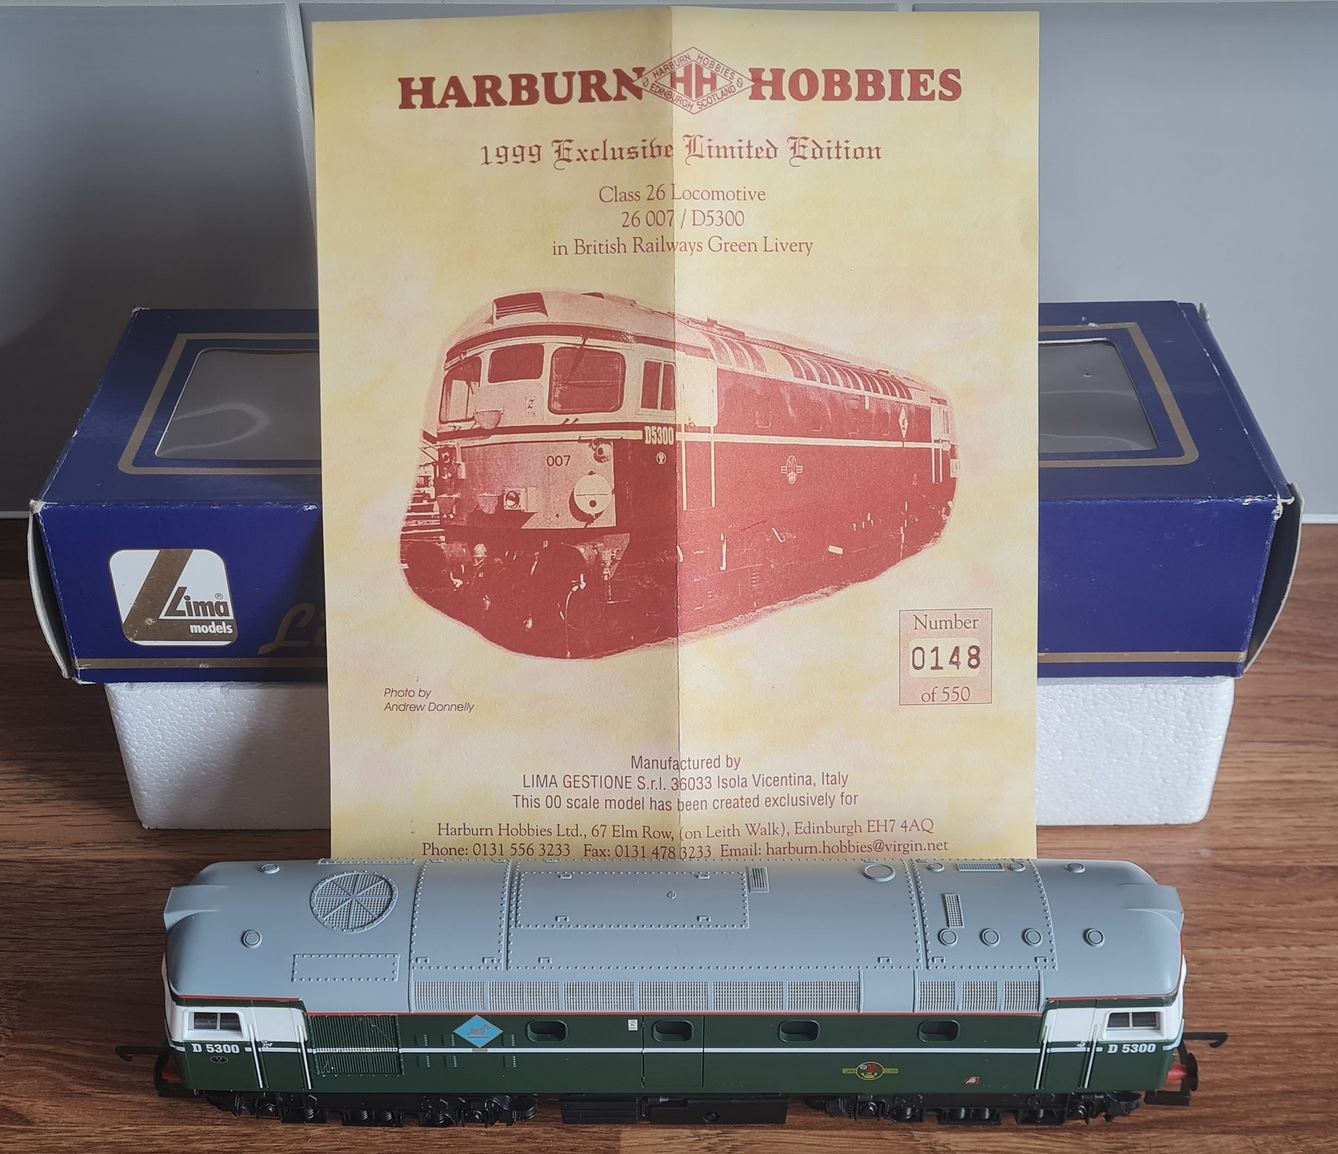 HARBURN HH HOBBIES
HARBURN HOBBIES
EDINBURGH SCOTLAND
1999 Exclusive Limited Edition
Class 26 Locomotive
26 007 / D5300
in British Railways Green Livery
D5300
007
Lima®
models
Number
0148
of 550
Photo by
Andrew Donnelly
Manufactured by
LIMA GESTIONE S.r.l. 36033 Isola Vicentina, Italy
This 00 scale model has been created exclusively for
Harburn Hobbies Ltd., 67 Elm Row, (on Leith Walk), Edinburgh EH7 4AQ
Phone: 0131 556 3233 Fax: 0131 478 3233 Email: harburn.hobbies@virgin.net
D 5300
D 5300